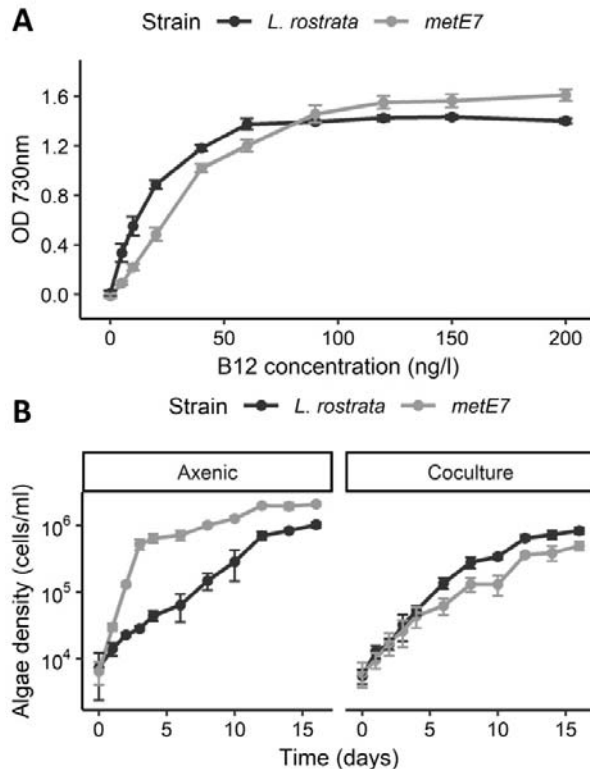 A
Strain L. rostrata metE7
1.6
1.2
0.8
0.4
0.0
OD 730nm
0 50 100 150 200
B12 concentration (ng/l)
B
Strain L. rostrata metE7
Axenic Coculture
10^6
10^5
10^4
Algae density (cells/ml)
0 5 10 15 0 5 10 15
Time (days)